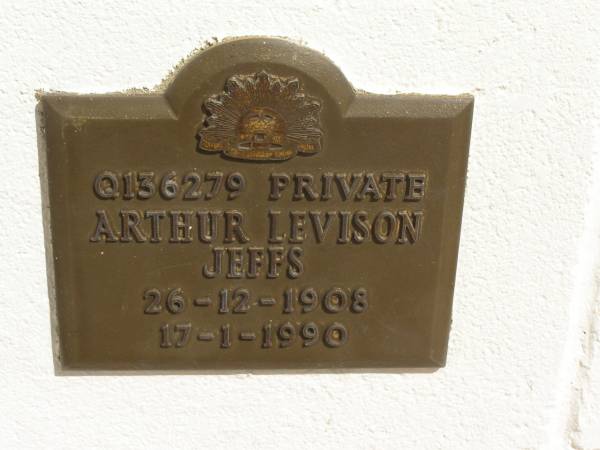 Q136279 PRIVATE
ARTHUR LEVISON
JEFFS
26-12-1908
17-1-1990